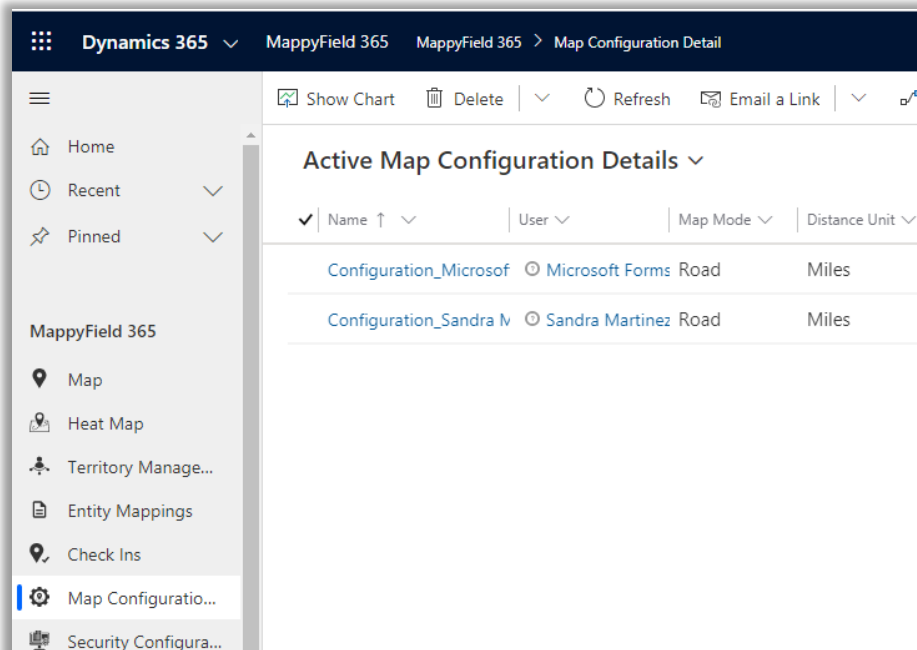 Dynamics 365 MappyField 365 MappyField 365 > Map Configuration Detail
Show Chart Delete Refresh Email a Link
Home
Recent
Pinned
MappyField 365
Map
Heat Map
Territory Manage...
Entity Mappings
Check Ins
Map Configuratio...
Security Configura...
Active Map Configuration Details
Name ↑ User Map Mode Distance Unit
Configuration_Microsof Microsoft Forms Road Miles
Configuration_Sandra M Sandra Martinez Road Miles